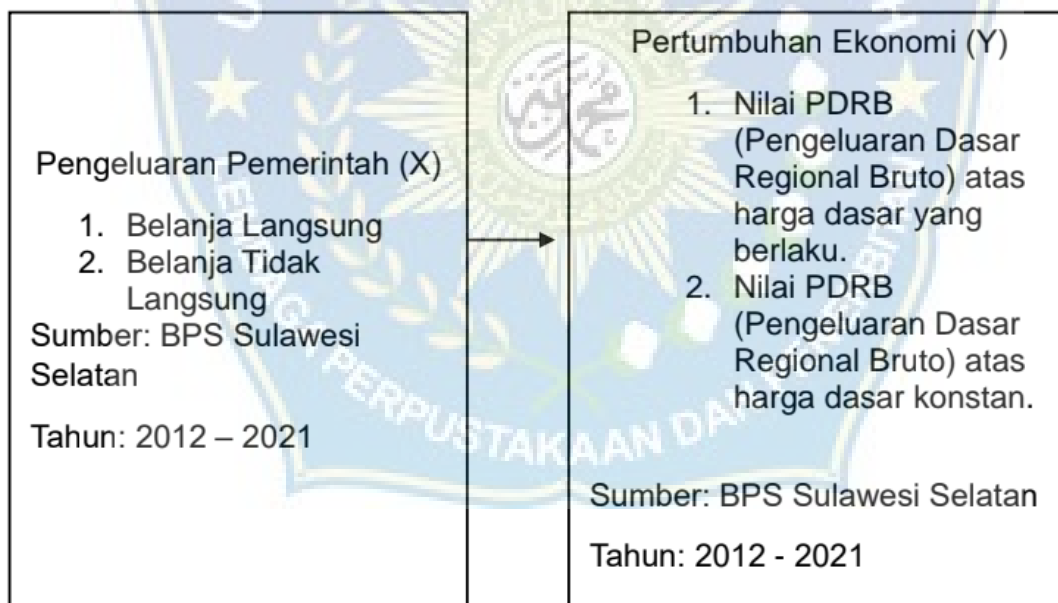 Pengeluaran Pemerintah (X)
1. Belanja Langsung
2. Belanja Tidak
Langsung
Sumber: BPS Sulawesi
Selatan
Tahun: 2012 – 2021
Pertumbuhan Ekonomi (Y)
1. Nilai PDRB
(Pengeluaran Dasar
Regional Bruto) atas
harga dasar yang
berlaku.
2. Nilai PDRB
(Pengeluaran Dasar
Regional Bruto) atas
harga dasar konstan.
Sumber: BPS Sulawesi Selatan
Tahun: 2012 - 2021
PERPUSTAKAAN DAN